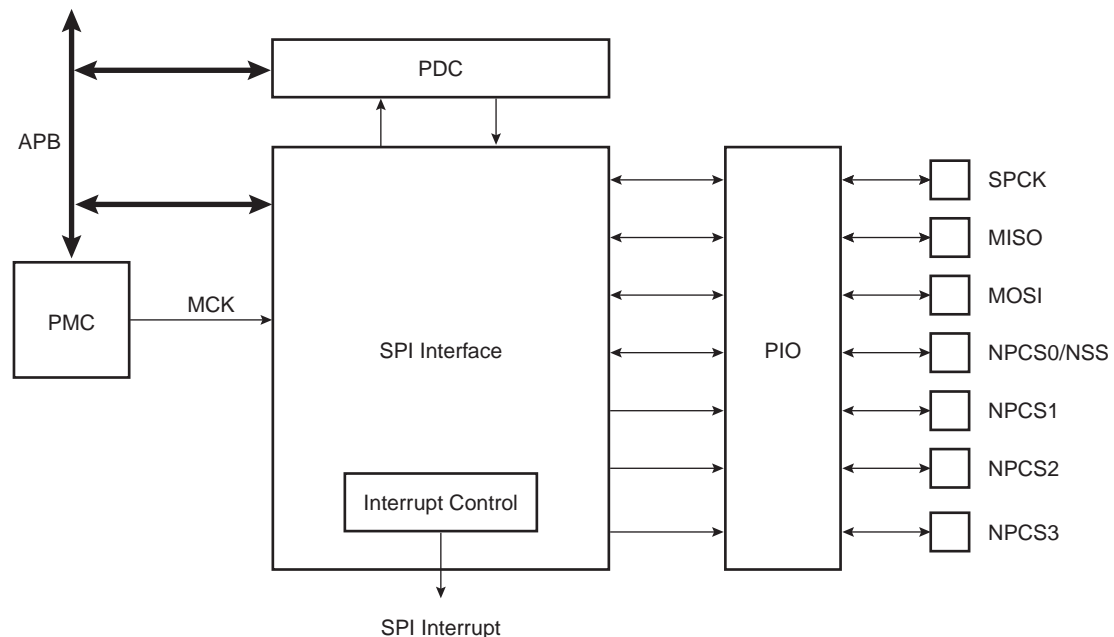 PDC
APB
SPCK
MISO
MCK
MOSI
PMC
SPI Interface
PIO
NPCS0/NSS
NPCS1
NPCS2
Interrupt Control
NPCS3
SPI Interrupt